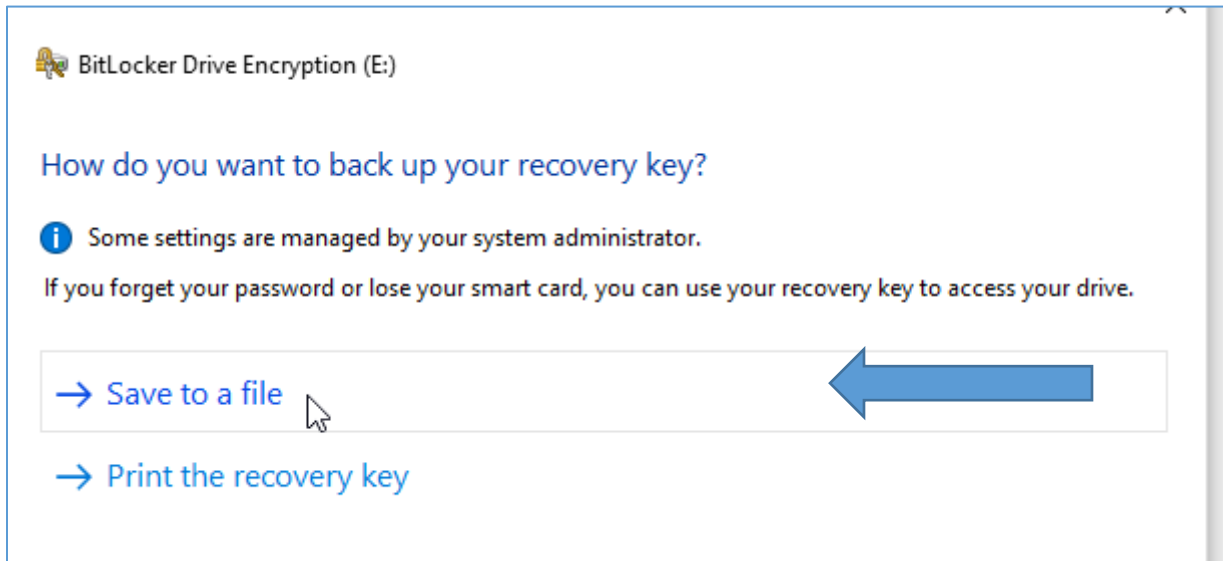 BitLocker Drive Encryption (E:)
How do you want to back up your recovery key?
Some settings are managed by your system administrator.
If you forget your password or lose your smart card, you can use your recovery key to access your drive.
Save to a file
Print the recovery key